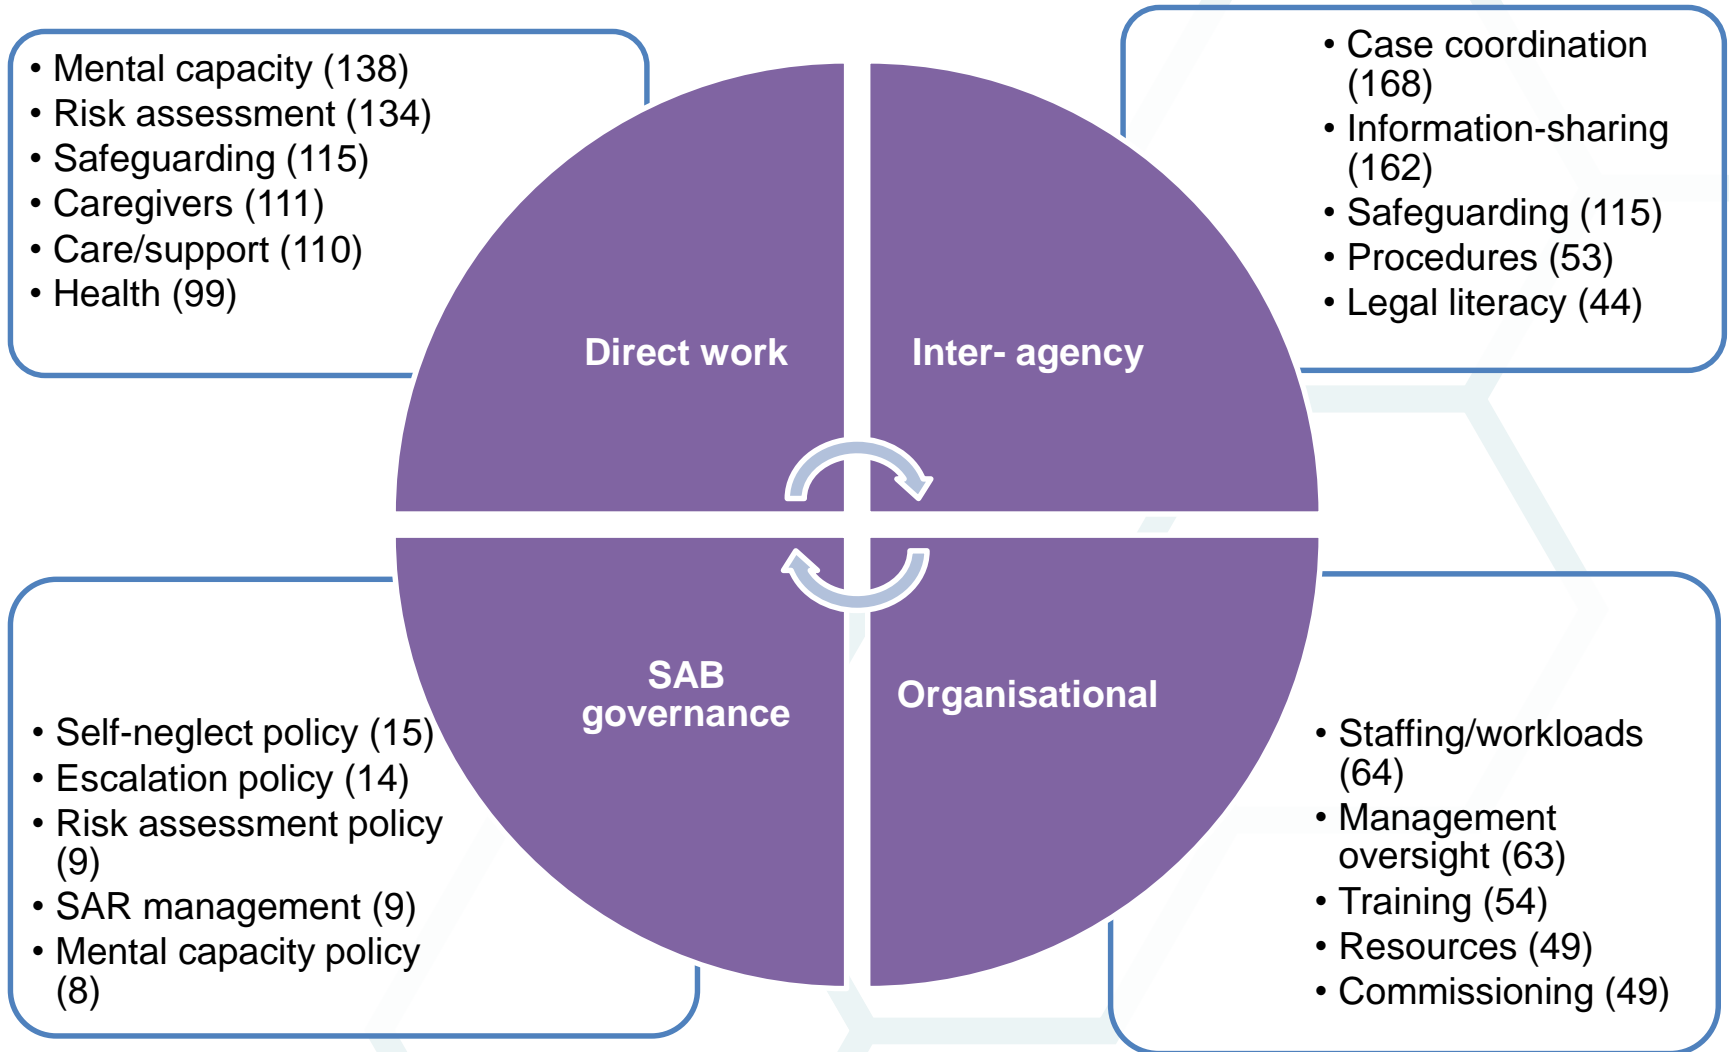 • Mental capacity (138)
• Risk assessment (134)
• Safeguarding (115)
• Caregivers (111)
• Care/support (110)
• Health (99)
• Case coordination
(168)
• Information-sharing
(162)
• Safeguarding (115)
• Procedures (53)
• Legal literacy (44)
Direct work
Inter- agency
SAB
governance
Organisational
• Self-neglect policy (15)
• Escalation policy (14)
• Risk assessment policy
(9)
• SAR management (9)
• Mental capacity policy
(8)
• Staffing/workloads
(64)
• Management
oversight (63)
• Training (54)
• Resources (49)
• Commissioning (49)